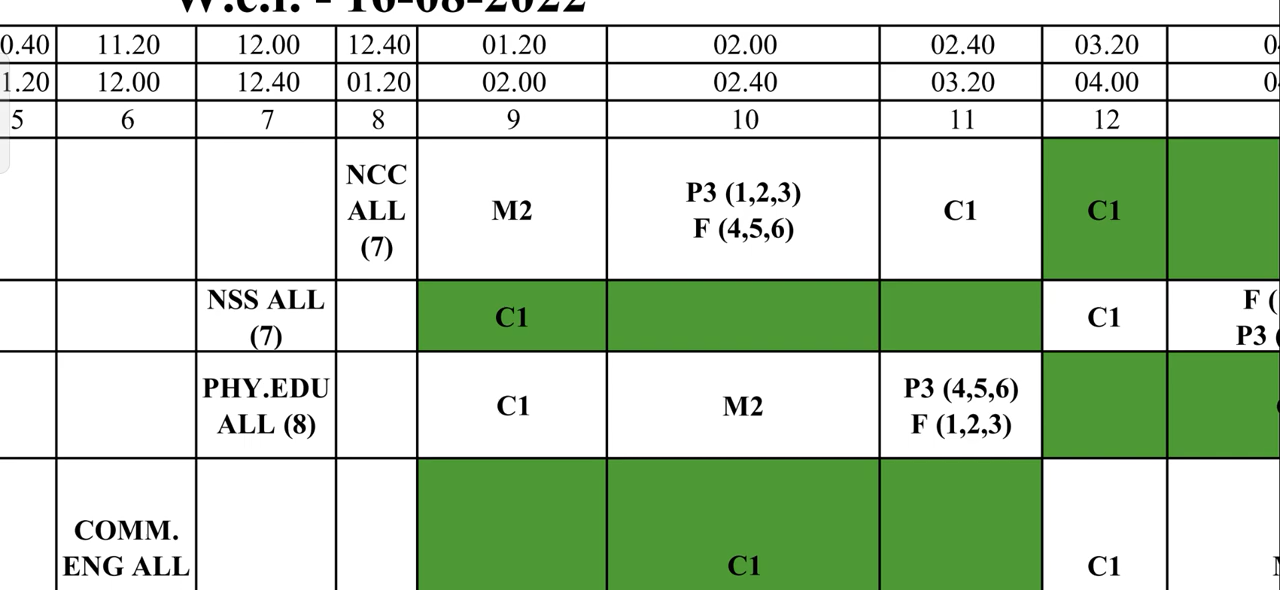 W.e.f. - 16-08-2022
0.40 11.20 12.00 12.40 01.20 02.00 02.40 03.20
1.20 12.00 12.40 01.20 02.00 02.40 03.20 04.00
5 6 7 8 9 10 11 12
NCC
ALL
(7)
M2
P3 (1,2,3)
F (4,5,6)
C1
C1
NSS ALL
(7)
C1
C1
F (
P3 (
PHY.EDU
ALL (8)
C1
M2
P3 (4,5,6)
F (1,2,3)
COMM.
ENG ALL
C1
C1